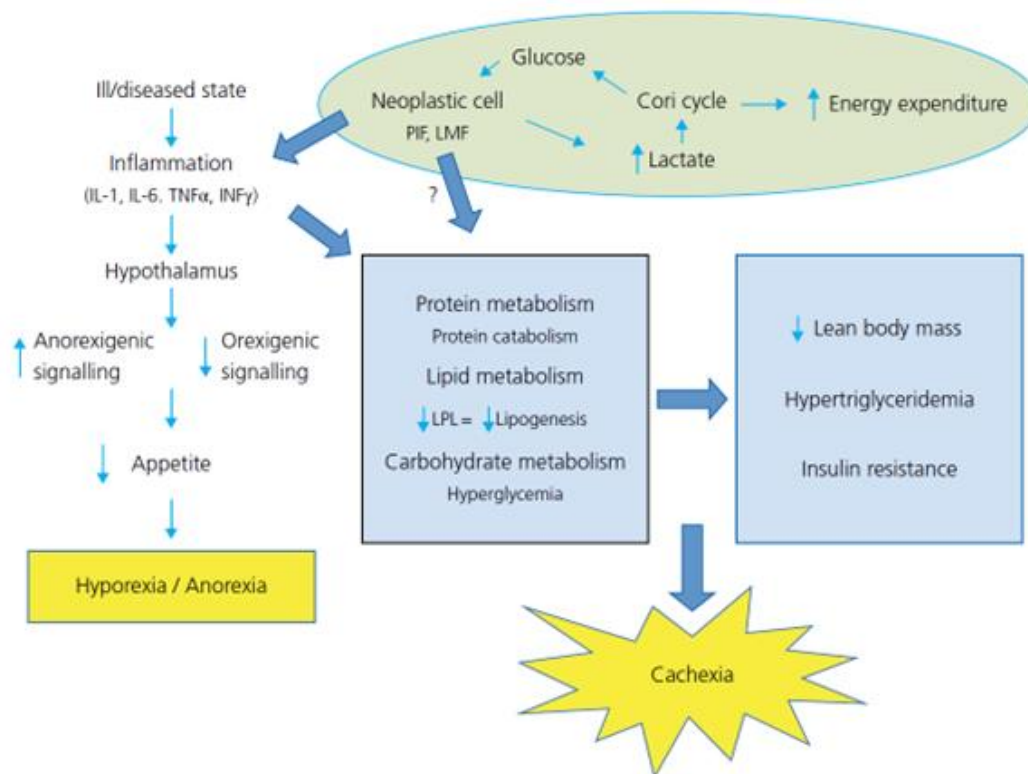 Ill/diseased state
Inflammation
(IL-1, IL-6. TNFα, INFγ)
Hypothalamus
Anorexigenic
signalling
Orexigenic
signalling
Appetite
Hyporexia / Anorexia
Glucose
Neoplastic cell
PIF, LMF
Cori cycle
Energy expenditure
Lactate
?
Protein metabolism
Protein catabolism
Lipid metabolism
LPL = Lipogenesis
Carbohydrate metabolism
Hyperglycemia
Lean body mass
Hypertriglyceridemia
Insulin resistance
Cachexia